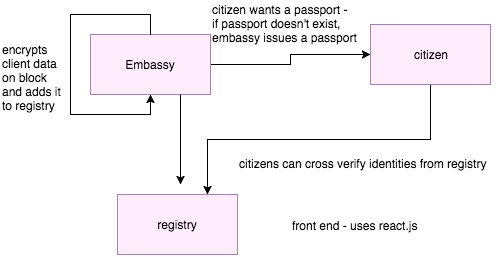 citizen wants a passport -
if passport doesn't exist,
embassy issues a passport
encrypts
client data
on block
and adds it
to registry
Embassy
citizen
citizens can cross verify identities from registry
registry
front end - uses react.js